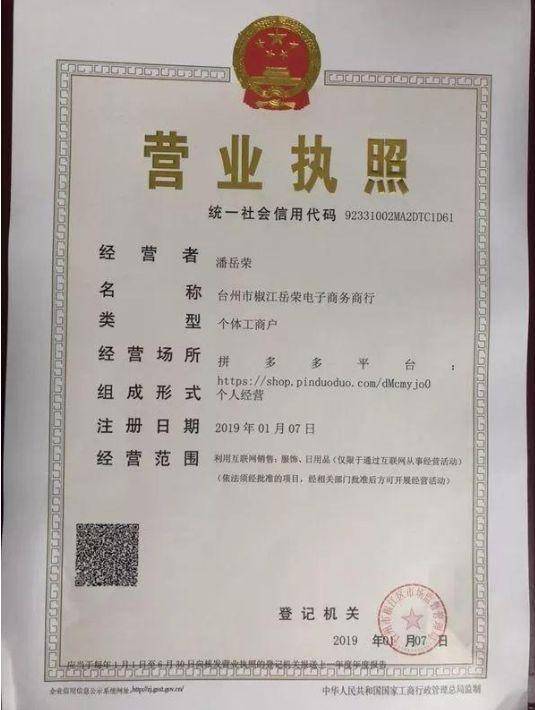 营业执照
统一社会信用代码 92331002MA2DTC1D61
经营者 潘岳荣
名称 台州市椒江岳荣电子商务商行
类型 个体工商户
经营场所 拼多多平台：
https://shop.pinduoduo.com/dMcmyjo0
组成形式 个人经营
注册日期 2019年01月07日
经营范围 利用互联网销售：服饰、日用品（仅限于通过互联网从事经营活动）
（依法须经批准的项目，经相关部门批准后方可开展经营活动）
登记机关
2019 年01 月07 日
应当于每年1月1日至6月30日向核发营业执照的登记机关报送上一年度年度报告
企业信用信息公示系统网址:http://zj.gsxt.gov.cn/
中华人民共和国国家工商行政管理总局监制